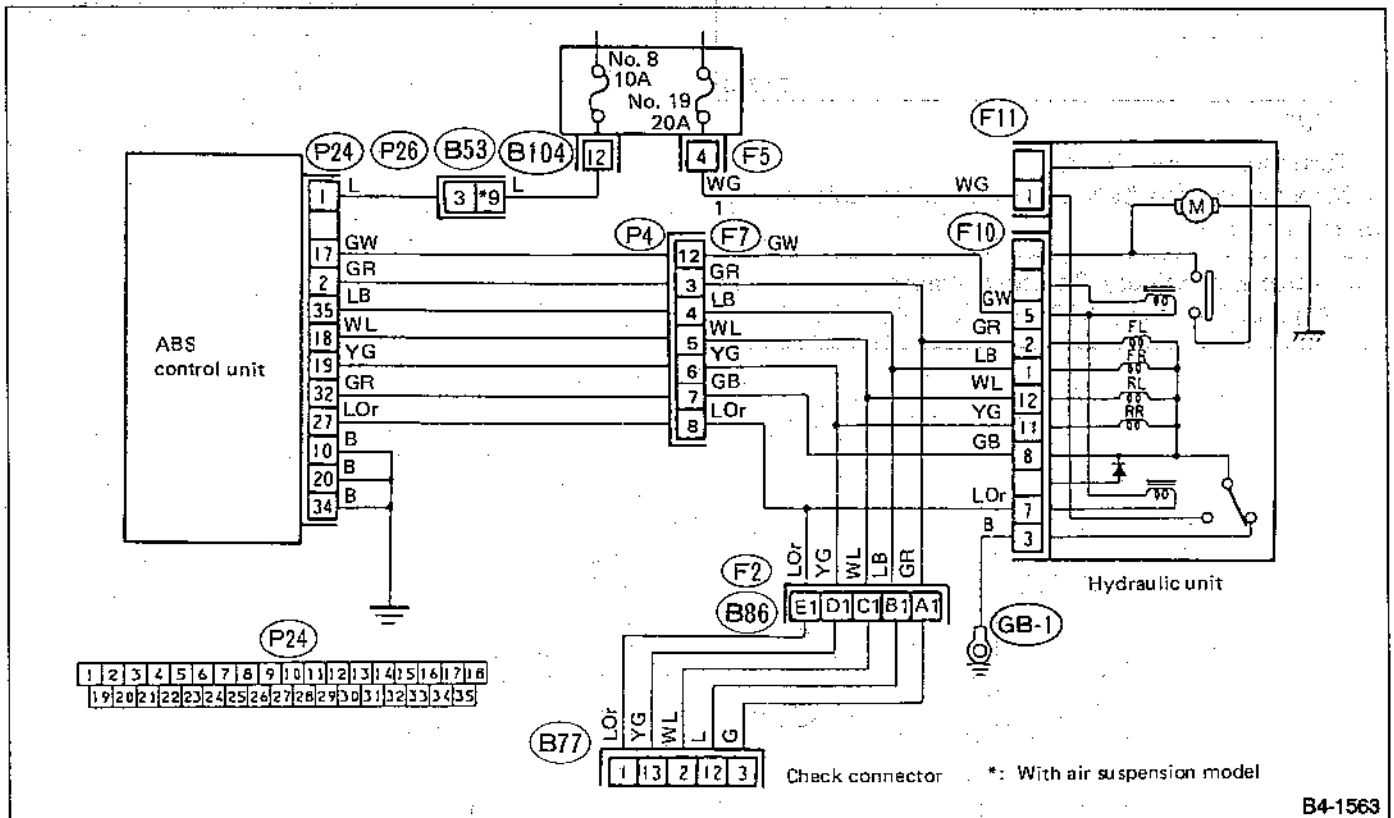 No. 8
10A
No. 19
20A
P24 P26 B53 B104 12 4 F5 F11
1 L 3 *9 L WG 1 WG 1
M
P4 F7 GW F10
17 GW 12
2 GR 3 GR GW 5
35 LB 4 LB GR 2 FL
18 WL 5 WL LB 1 FR
19 YG 6 YG WL 12 RL
32 GR 7 GB YG 11 RR
27 LOr 8 LOr GB 8
10 B
20 B LOr 7
34 B B 3
ABS
control unit
LOr YG WL LB GR
F2
B86 E1 D1 C1 B1 A1
Hydraulic unit
GB-1
P24
1 2 3 4 5 6 7 8 9 10 11 12 13 14 15 16 17 18
19 20 21 22 23 24 25 26 27 28 29 30 31 32 33 34 35
LOr YG WL L G
B77 1 13 2 12 3
Check connector *: With air suspension model
B4-1563